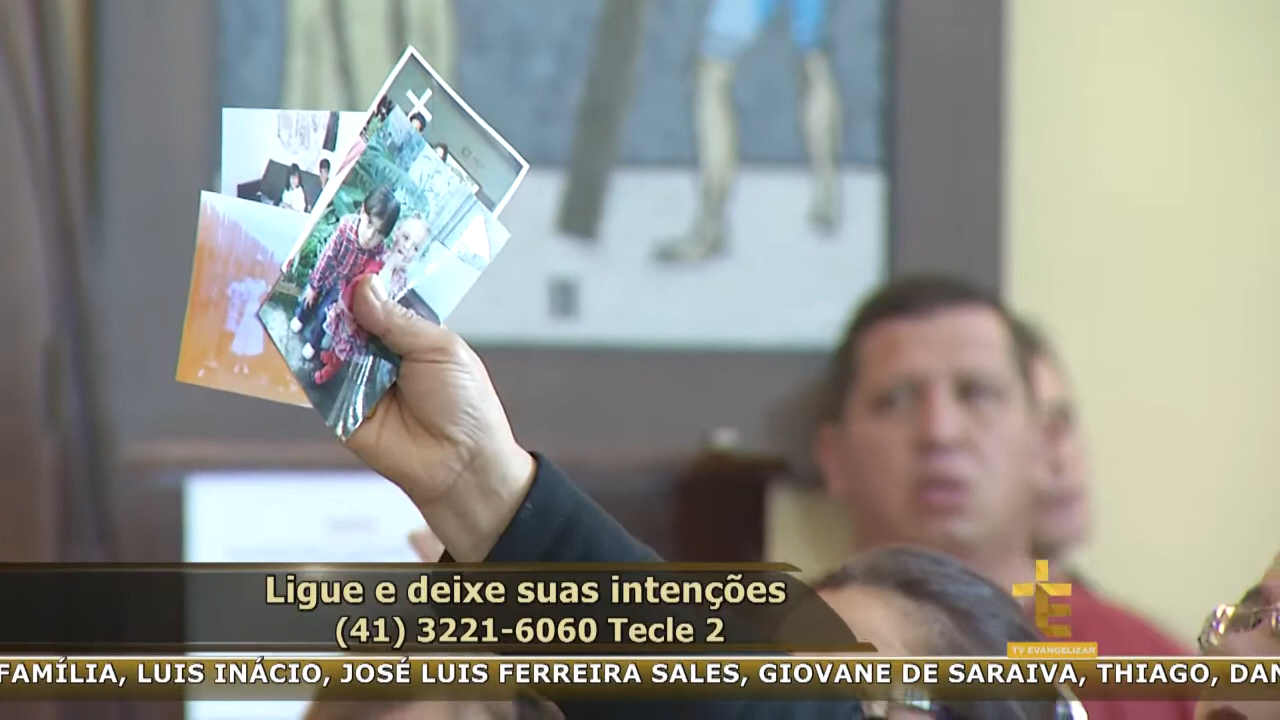 Ligue e deixe suas intenções
(41) 3221-6060 Tecle 2
TV EVANGELIZAR
FAMÍLIA, LUIS INÁCIO, JOSÉ LUIS FERREIRA SALES, GIOVANE DE SARAIVA, THIAGO, DAN